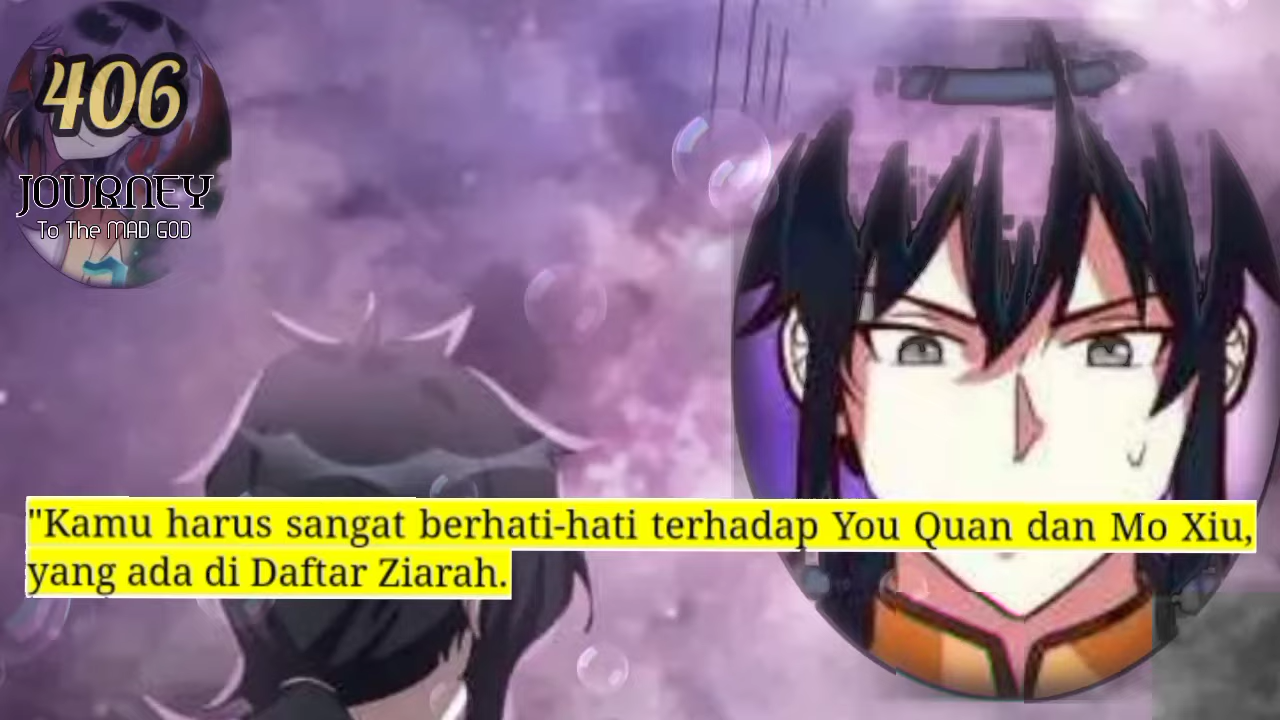 406
JOURNEY
To The MAD GOD
"Kamu harus sangat berhati-hati terhadap You Quan dan Mo Xiu,
yang ada di Daftar Ziarah.